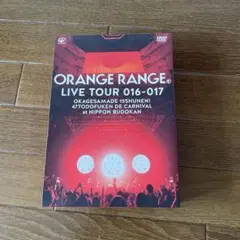 DVD
ORANGE RANGE
LIVE TOUR 016-017
OKAGESAMADE 15SHUNEN!
47TODOFUKEN DE CARNIVAL
at NIPPON BUDOKAN